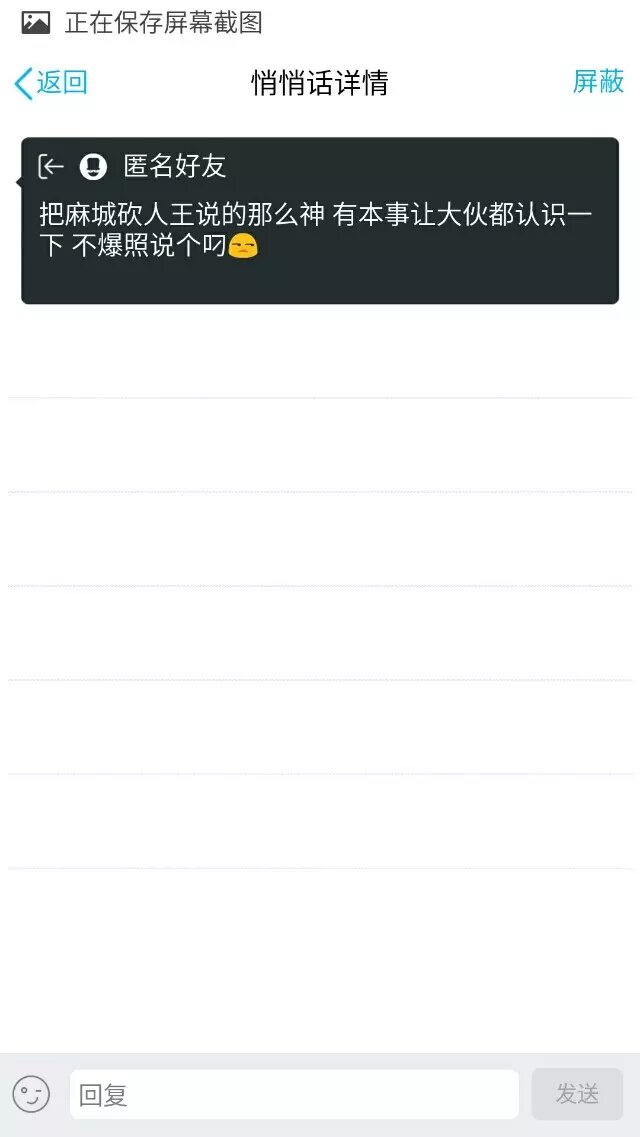 正在保存屏幕截图
返回
悄悄话详情
屏蔽
匿名好友
把麻城砍人王说的那么神 有本事让大伙都认识一
下 不爆照说个叼
回复
发送